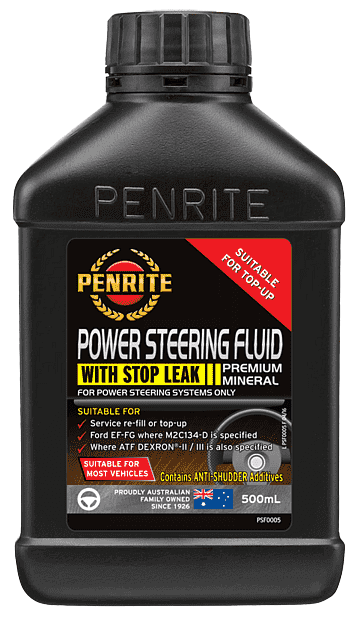 PENRITE
SUITABLE
FOR TOP-UP
PENRITE
POWER STEERING FLUID
WITH STOP LEAK
PREMIUM
MINERAL
FOR POWER STEERING SYSTEMS ONLY
SUITABLE FOR
Service re-fill or top-up
Ford EF-FG where M2C134-D is specified
Where ATF DEXRON®-II / III is also specified
SUITABLE FOR
MOST VEHICLES
Contains ANTI-SHUDDER Additives
PROUDLY AUSTRALIAN
FAMILY OWNED
SINCE 1926
500mL
PSF0005